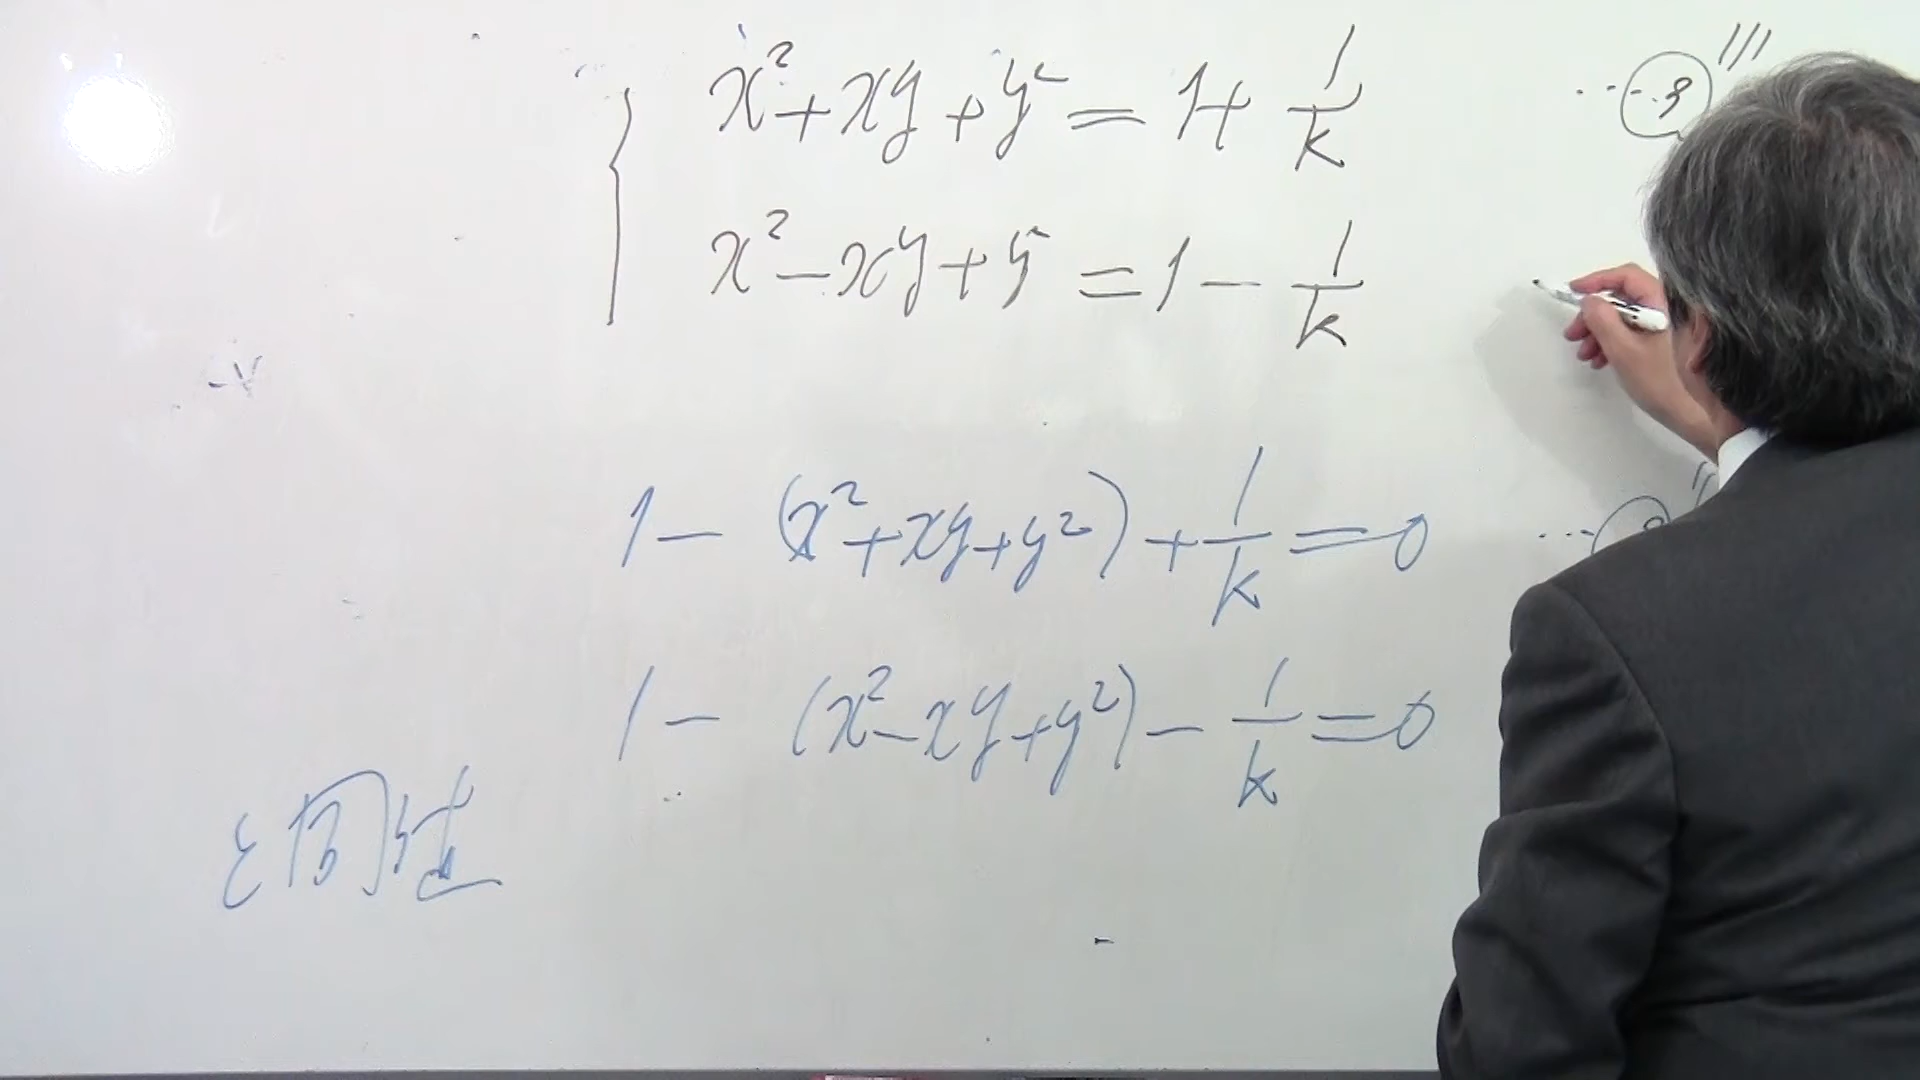 x²+xy+y²=1+1/k ...⑨'''
x²-xy+y²=1-1/k
1-(x²+xy+y²)+1/k=0 ...
1-(x²-xy+y²)-1/k=0
と同値